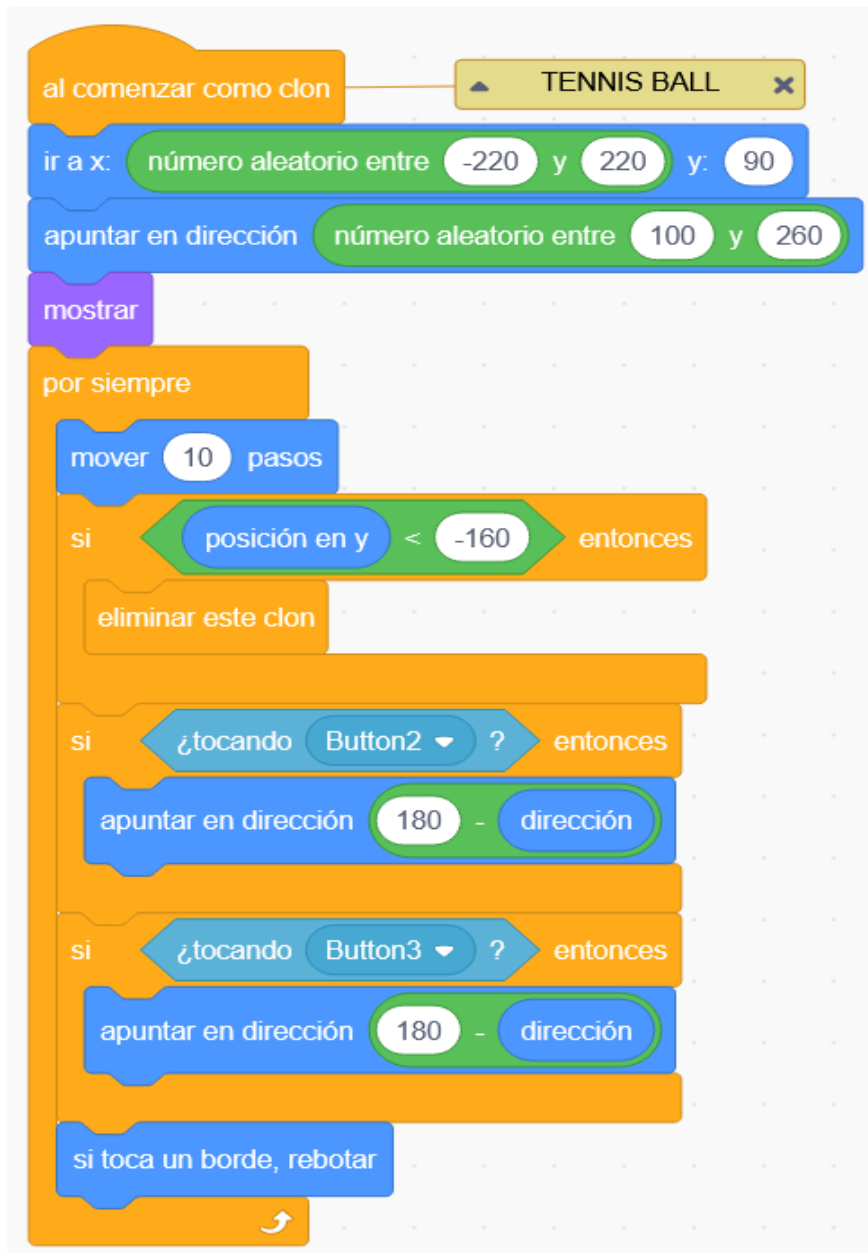 al comenzar como clon TENNIS BALL
ir a x: número aleatorio entre -220 y 220 y: 90
apuntar en dirección número aleatorio entre 100 y 260
mostrar
por siempre
mover 10 pasos
si posición en y < -160 entonces
eliminar este clon
si ¿tocando Button2 ? entonces
apuntar en dirección 180 - dirección
si ¿tocando Button3 ? entonces
apuntar en dirección 180 - dirección
si toca un borde, rebotar